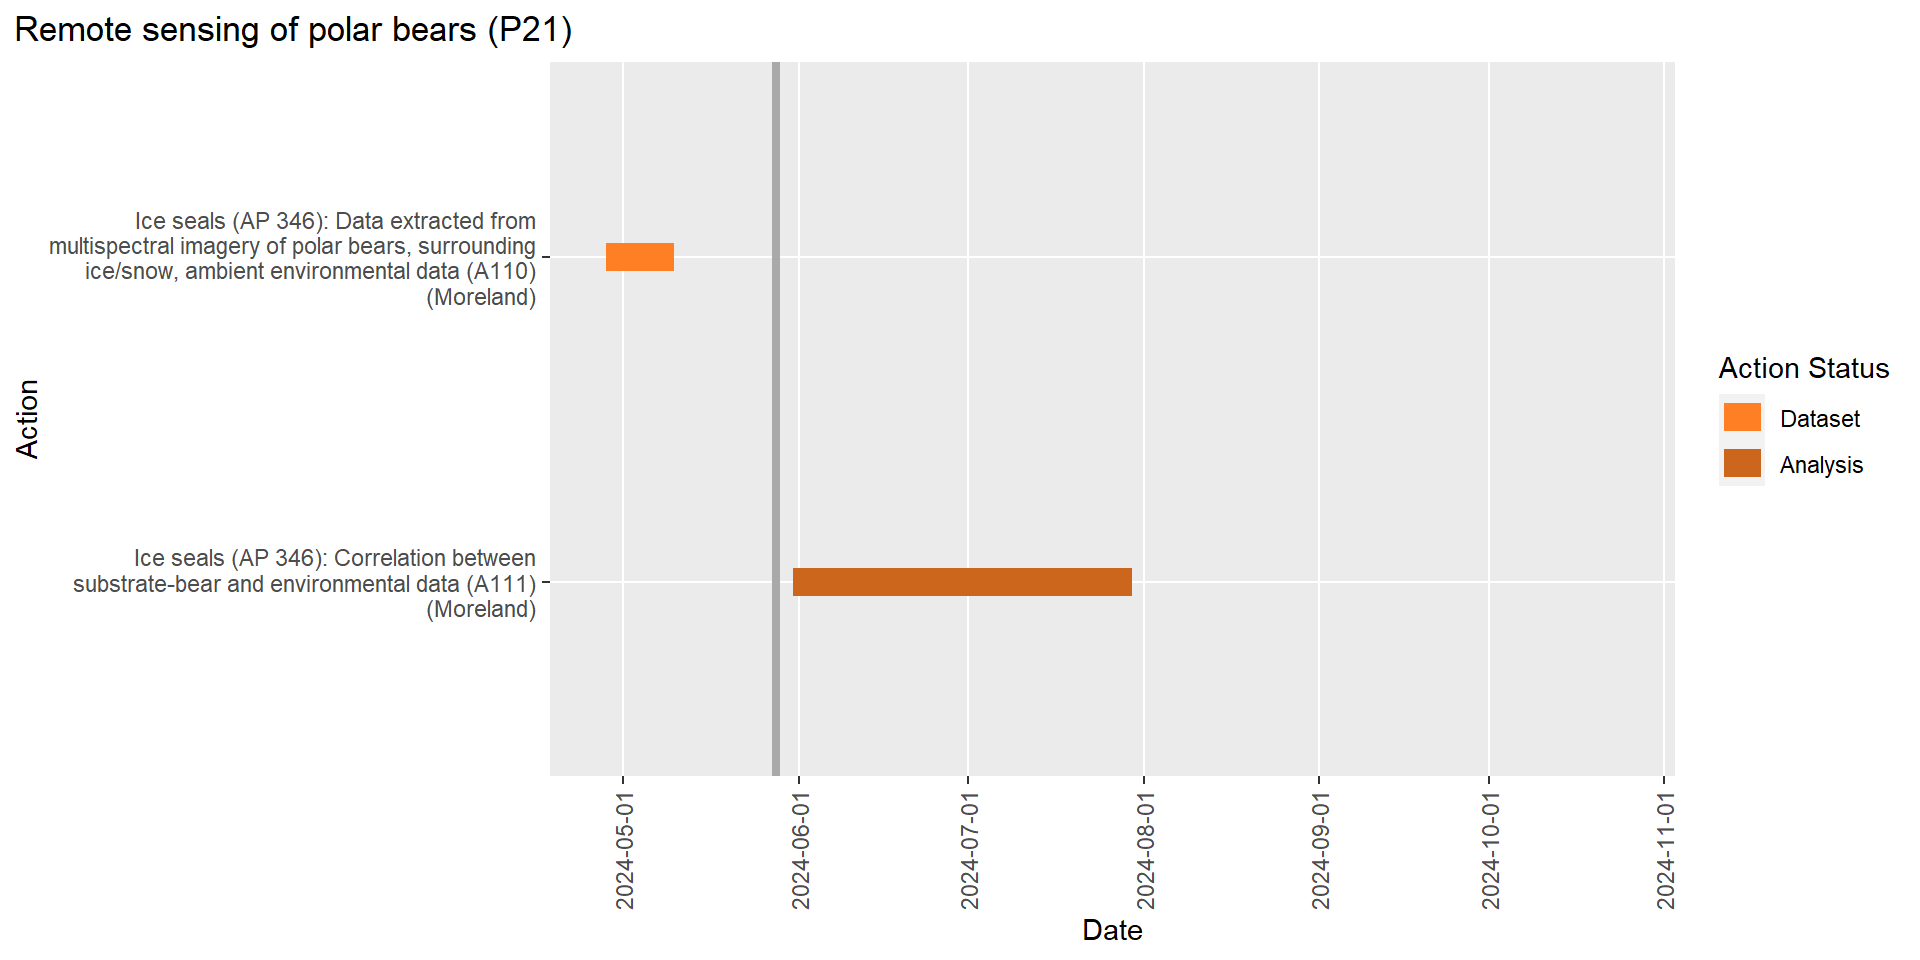 Remote sensing of polar bears (P21)
Ice seals (AP 346): Data extracted from
multispectral imagery of polar bears, surrounding
ice/snow, ambient environmental data (A110)
(Moreland)
Action
Ice seals (AP 346): Correlation between
substrate-bear and environmental data (A111)
(Moreland)
2024-05-01
2024-06-01
2024-07-01
2024-08-01
2024-09-01
2024-10-01
2024-11-01
Date
Action Status
Dataset
Analysis